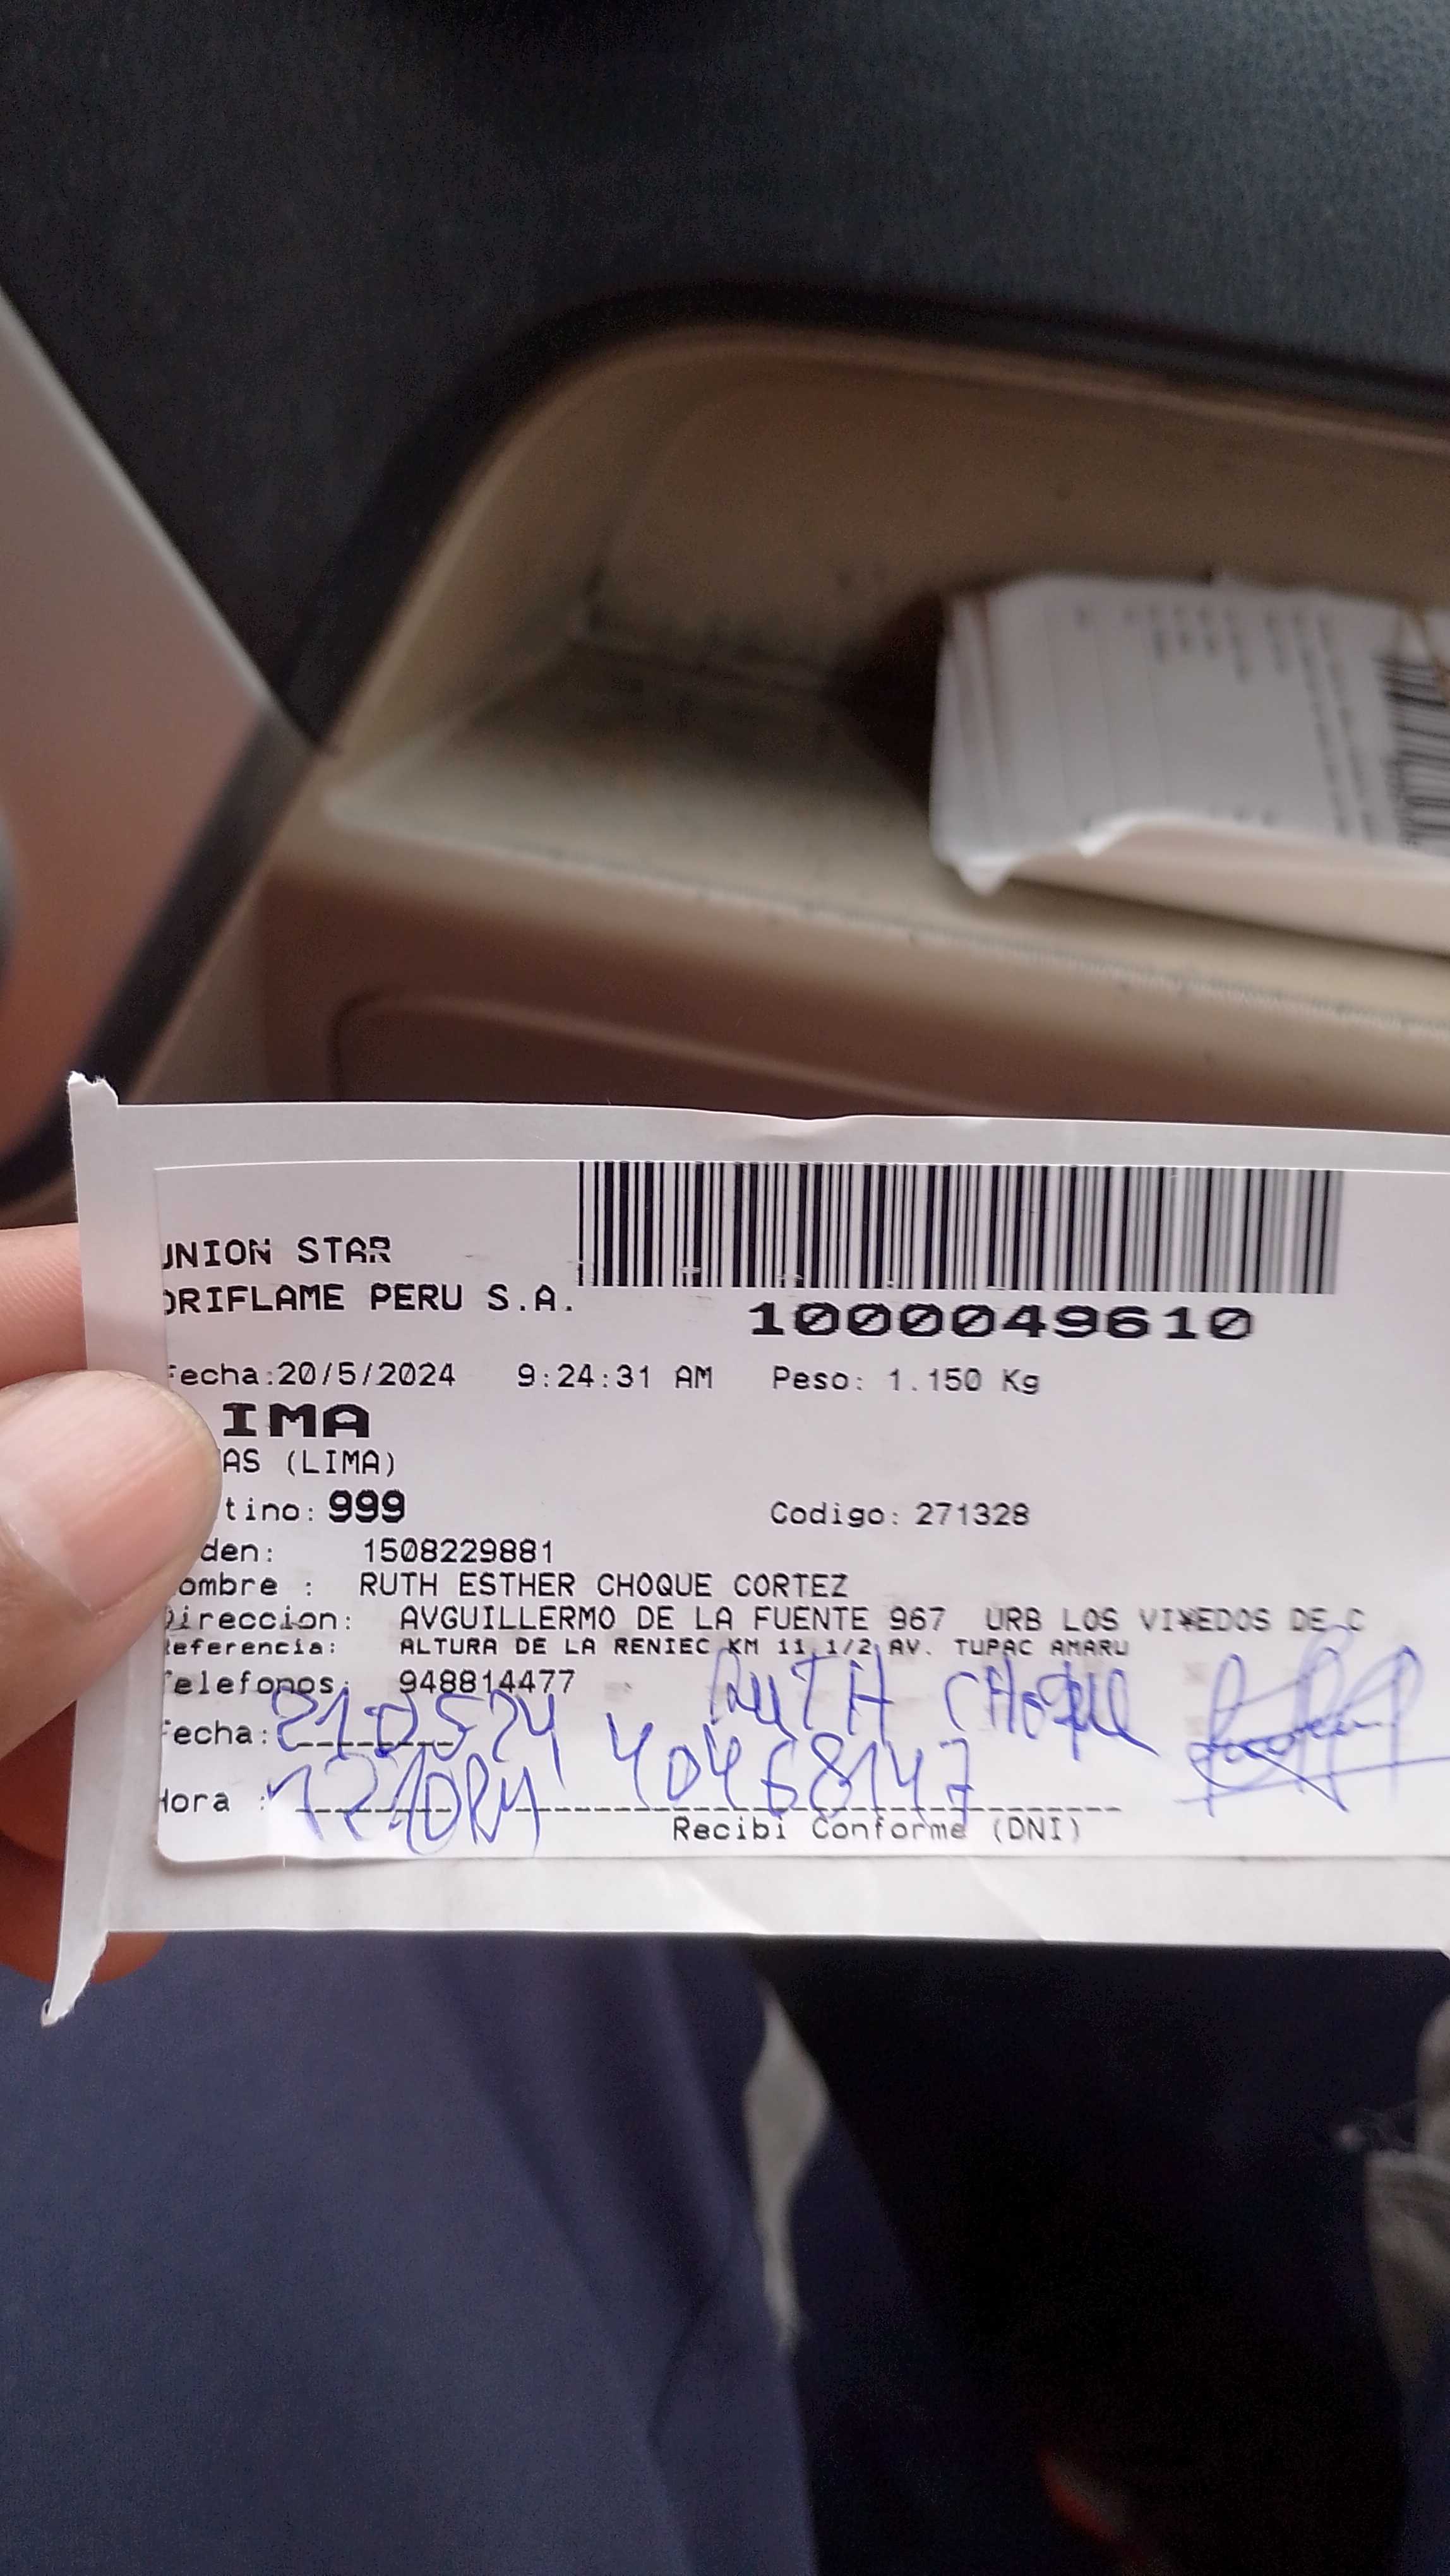 UNION STAR
ORIFLAME PERU S.A.
1000049610
Fecha:20/5/2024 9:24:31 AM Peso: 1.150 Kg
IMA
AS (LIMA)
tino: 999 Codigo: 271328
den: 1508229881
ombre : RUTH ESTHER CHOQUE CORTEZ
Direccion: AVGUILLERMO DE LA FUENTE 967 URB LOS VI¥EDOS DE C
Referencia: ALTURA DE LA RENIEC KM 11 1/2 AV. TUPAC AMARU
Telefonos: 948814477 RUTH CHOQUE
Fecha: 21-05-24 40468147
Hora :
Recibi Conforme (DNI)